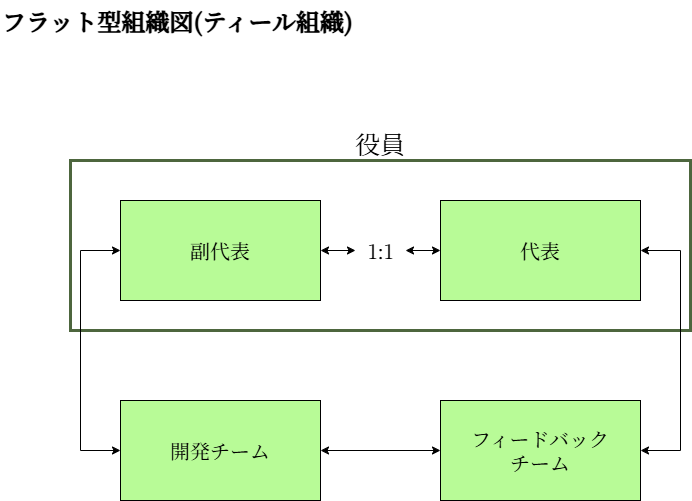 フラット型組織図(ティール組織)
役員
副代表
1:1
代表
開発チーム
フィードバック
チーム